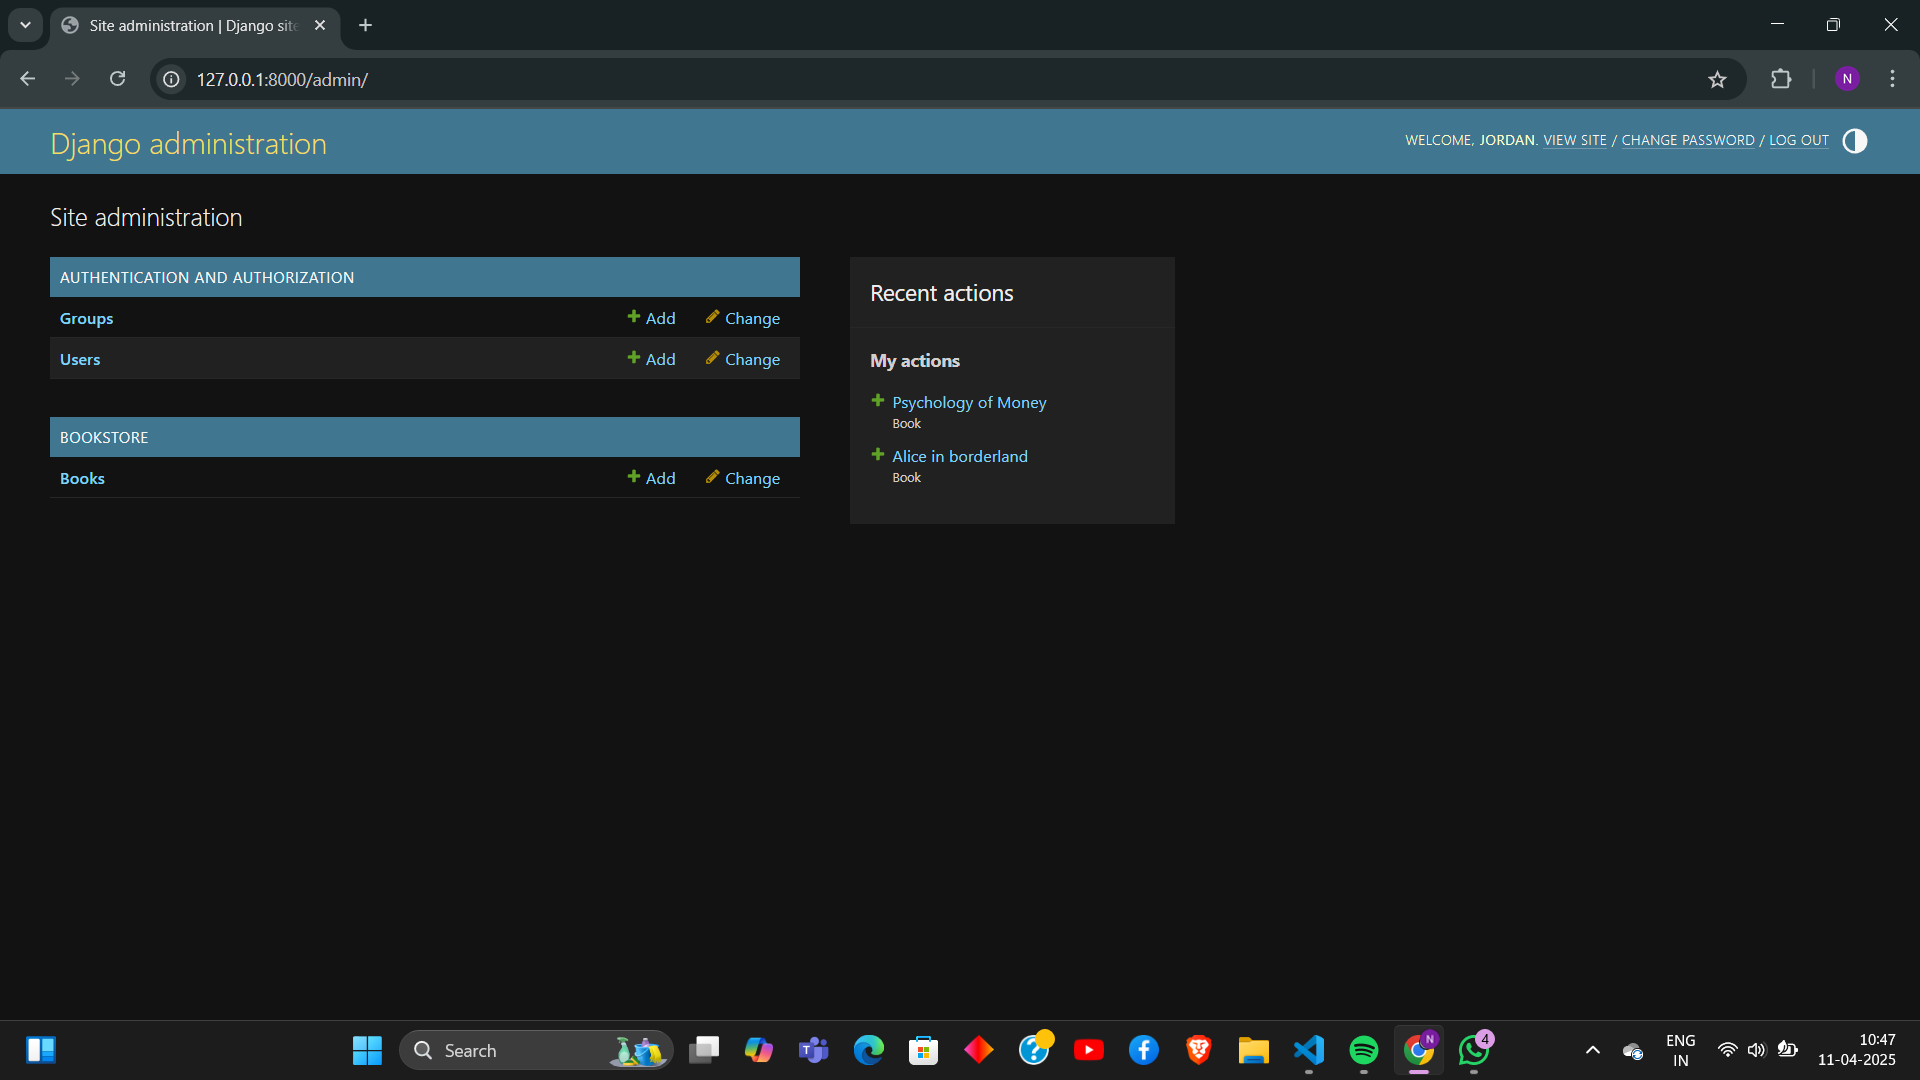 Site administration | Django site
127.0.0.1:8000/admin/
N
Django administration
WELCOME, JORDAN. VIEW SITE / CHANGE PASSWORD / LOG OUT
Site administration
AUTHENTICATION AND AUTHORIZATION
Groups Add Change
Users Add Change
BOOKSTORE
Books Add Change
Recent actions
My actions
Psychology of Money
Book
Alice in borderland
Book
Search
T
N
4
ENG
IN
10:47
11-04-2025